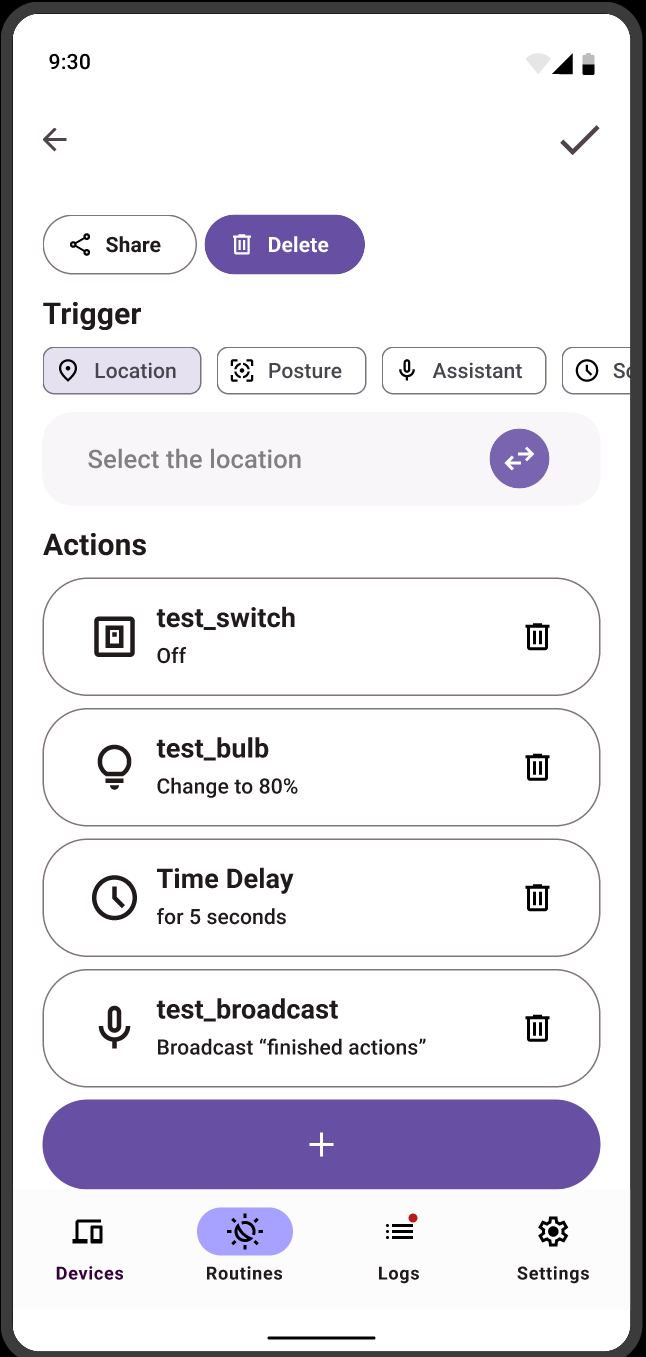 9:30
Share
Delete
Trigger
Location
Posture
Assistant
Actions
Select the location
test_switch
Off
test_bulb
Change to 80%
Time Delay
for 5 seconds
test_broadcast
Broadcast “finished actions”
Devices
Routines
Logs
Settings